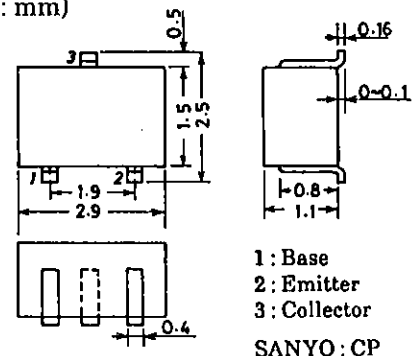 : mm)
0.5
0.16
3
0~0.1
1.5
2.5
1
2
1.9
2.9
0.8
1.1
0.4
1 : Base
2 : Emitter
3 : Collector
SANYO : CP